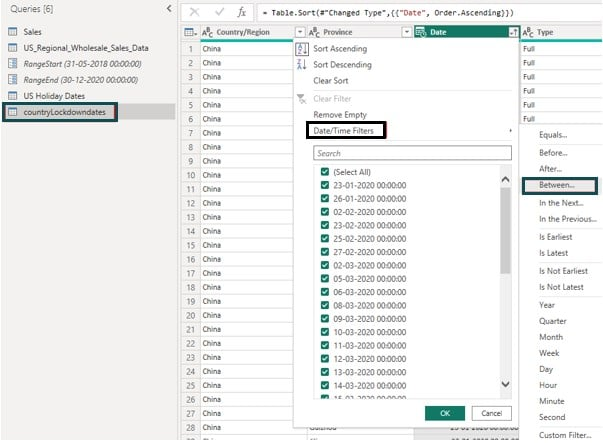 Queries [6]
Sales
US_Regional_Wholesale_Sales_Data
RangeStart (31-05-2018 00:00:00)
RangeEnd (30-12-2020 00:00:00)
US Holiday Dates
countryLockdowndates
fx
= Table.Sort(#"Changed Type",{{"Date", Order.Ascending}})
Country/Region
Province
Date
Type
1 China Full
2 China Full
3 China Full
4 China Full
5 China Full
6 China Full
7 China
8 China
9 China
10 China
11 China
12 China
13 China
14 China
15 China
16 China
17 China
18 China
19 China
20 China
21 China
22 China
23 China
24 China
25 China
26 China
27 China
28 China
Sort Ascending
Sort Descending
Clear Sort
Clear Filter
Remove Empty
Date/Time Filters
Search
(Select All)
23-01-2020 00:00:00
26-01-2020 00:00:00
02-02-2020 00:00:00
23-02-2020 00:00:00
25-02-2020 00:00:00
27-02-2020 00:00:00
02-03-2020 00:00:00
05-03-2020 00:00:00
06-03-2020 00:00:00
08-03-2020 00:00:00
09-03-2020 00:00:00
10-03-2020 00:00:00
11-03-2020 00:00:00
12-03-2020 00:00:00
13-03-2020 00:00:00
14-03-2020 00:00:00
OK
Cancel
Equals...
Before...
After...
Between...
In the Next...
In the Previous...
Is Earliest
Is Latest
Is Not Earliest
Is Not Latest
Year
Quarter
Month
Week
Day
Hour
Minute
Second
Custom Filter...